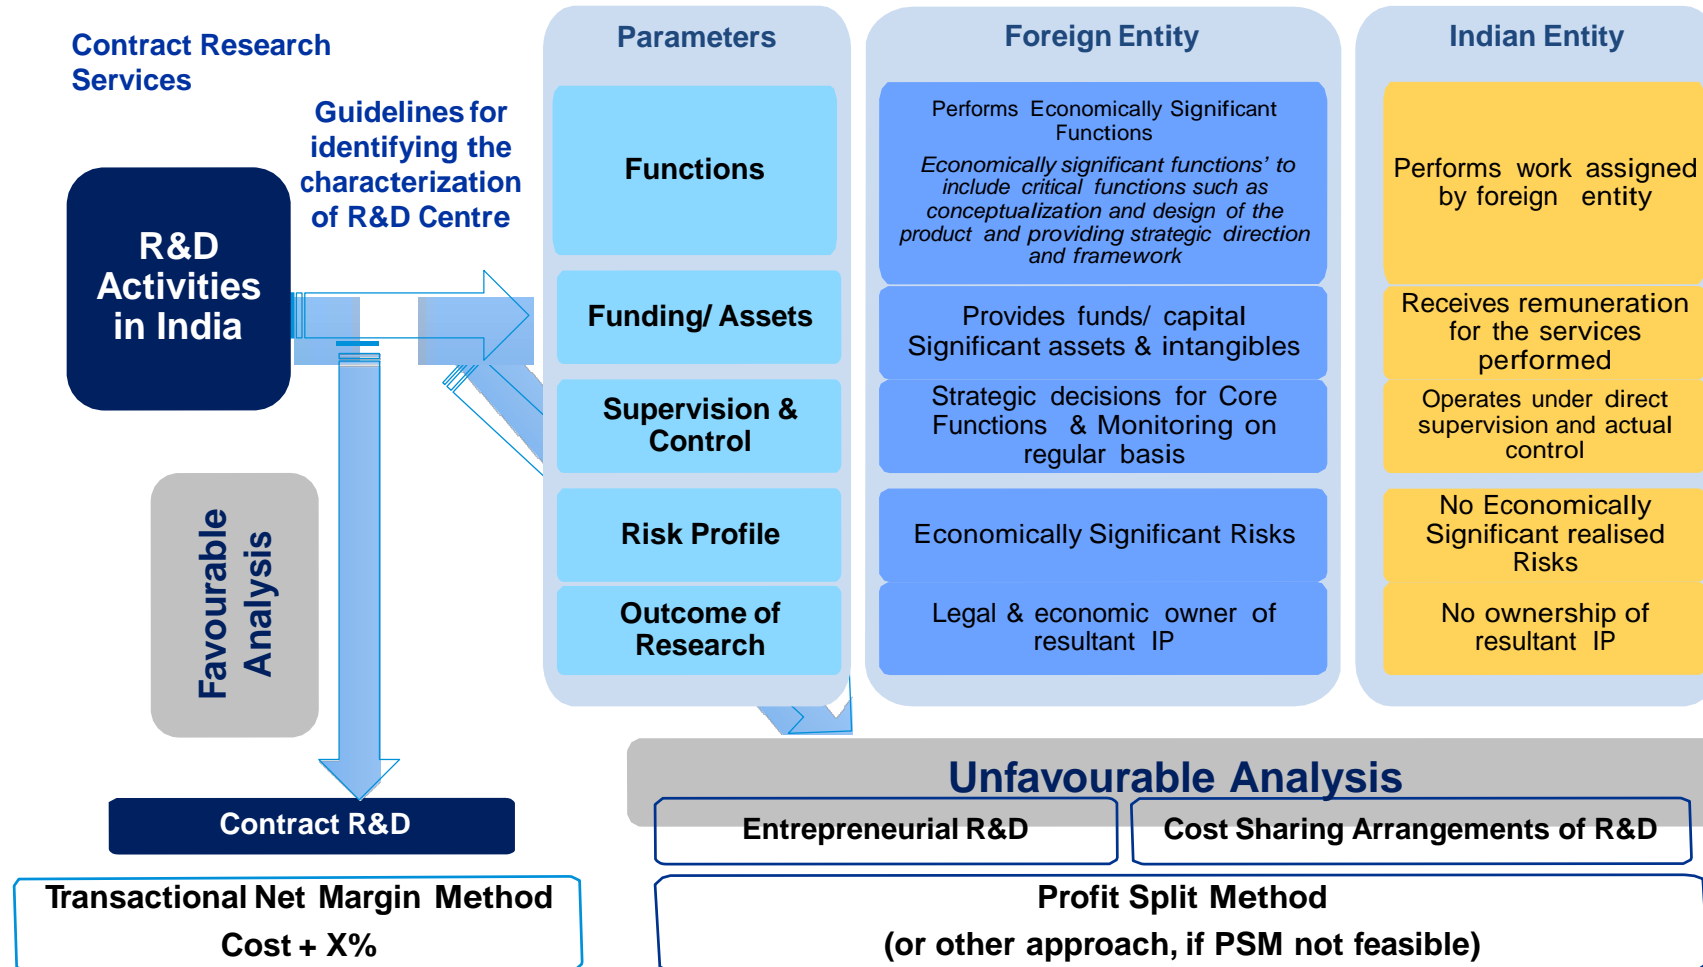 Contract Research
Services
Guidelines for
identifying the
characterization
of R&D Centre
R&D
Activities
in India
Favourable
Analysis
Contract R&D
Transactional Net Margin Method
Cost + X%
Parameters
Functions
Funding/ Assets
Supervision &
Control
Risk Profile
Outcome of
Research
Foreign Entity
Performs Economically Significant
Functions
Economically significant functions’ to
include critical functions such as
conceptualization and design of the
product and providing strategic direction
and framework
Provides funds/ capital
Significant assets & intangibles
Strategic decisions for Core
Functions & Monitoring on
regular basis
Economically Significant Risks
Legal & economic owner of
resultant IP
Indian Entity
Performs work assigned
by foreign entity
Receives remuneration
for the services
performed
Operates under direct
supervision and actual
control
No Economically
Significant realised
Risks
No ownership of
resultant IP
Unfavourable Analysis
Entrepreneurial R&D
Cost Sharing Arrangements of R&D
Profit Split Method
(or other approach, if PSM not feasible)